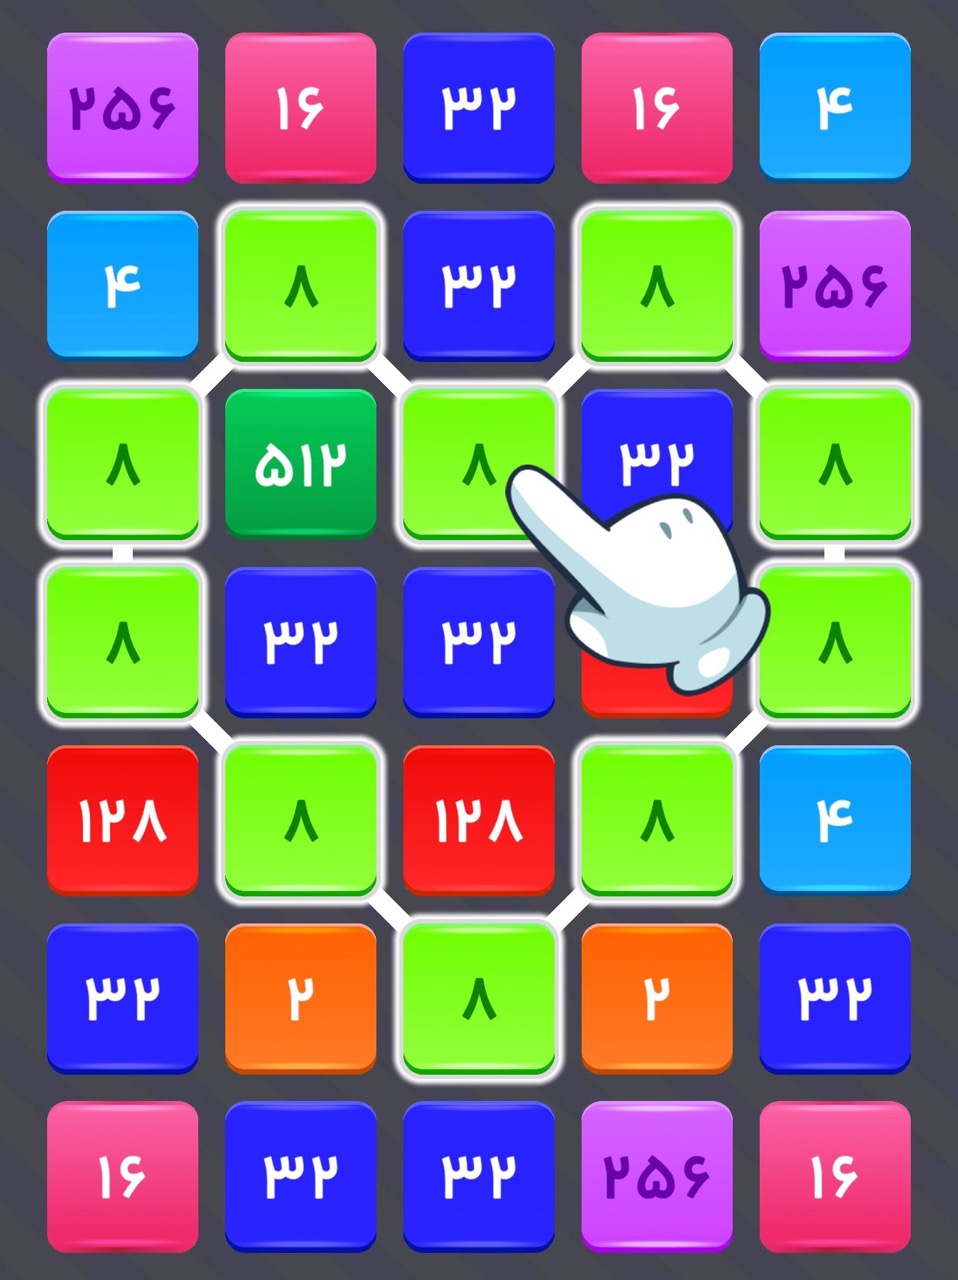 ۲۵۶ ۱۶ ۳۲ ۱۶ ۴
۴ ۸ ۳۲ ۸ ۲۵۶
۸ ۵۱۲ ۸ ۳۲ ۸
۸ ۳۲ ۳۲ ۸
۱۲۸ ۸ ۱۲۸ ۸ ۴
۳۲ ۲ ۸ ۲ ۳۲
۱۶ ۳۲ ۳۲ ۲۵۶ ۱۶